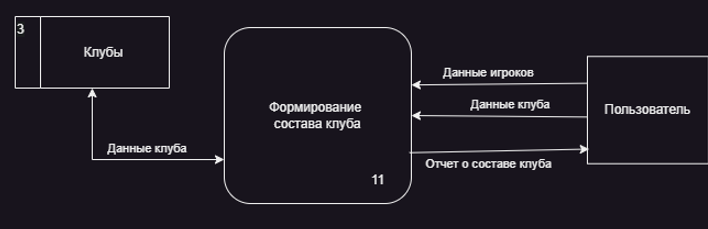 3
Клубы
Данные клуба
Формирование
состава клуба
11
Данные игроков
Данные клуба
Отчет о составе клуба
Пользователь